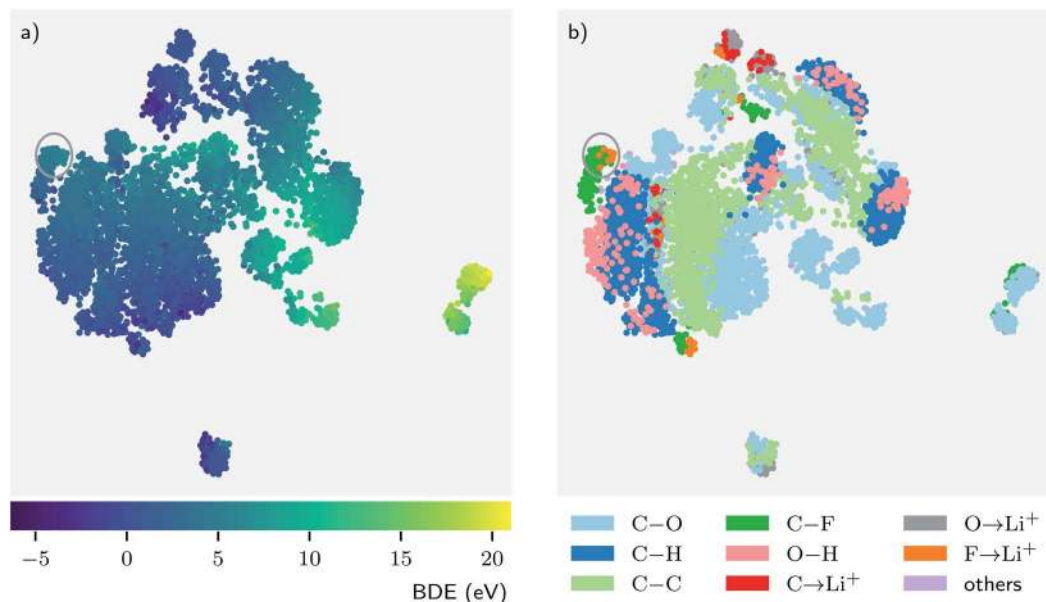 a)
b)
−5 0 5 10 15 20
BDE (eV)
C−O C−F O→Li⁺
C−H O−H F→Li⁺
C−C C→Li⁺ others